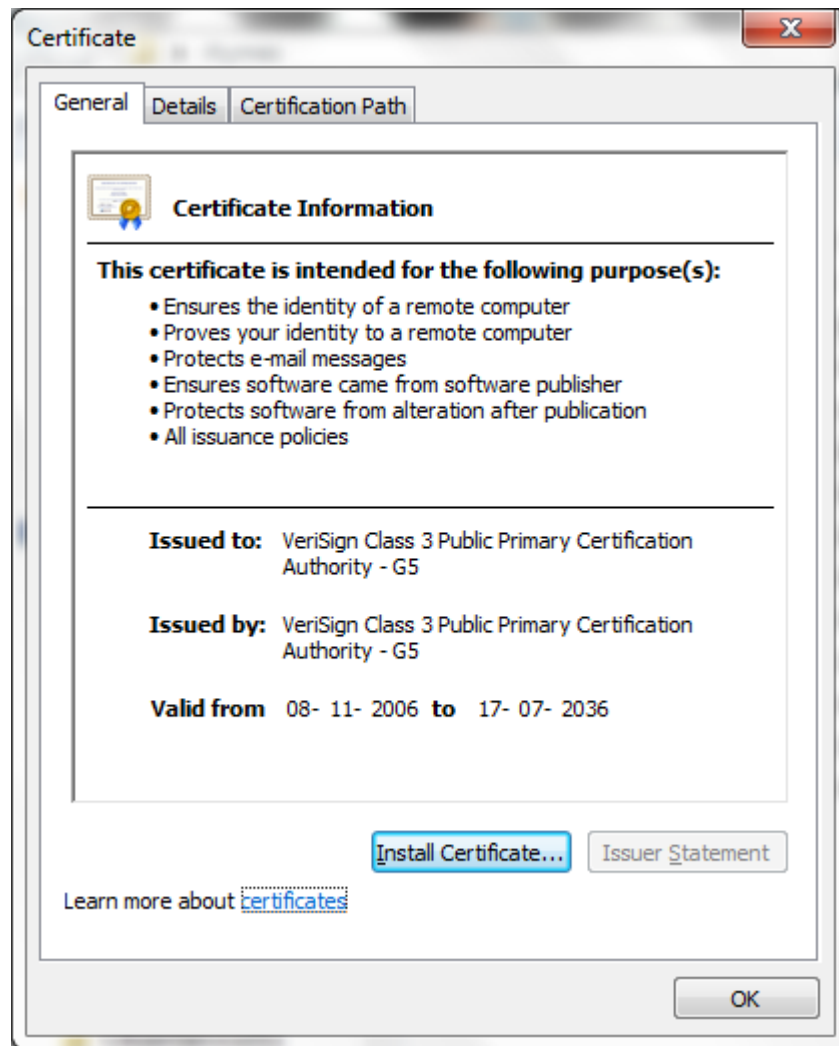 Certificate
General Details Certification Path
Certificate Information
This certificate is intended for the following purpose(s):
• Ensures the identity of a remote computer
• Proves your identity to a remote computer
• Protects e-mail messages
• Ensures software came from software publisher
• Protects software from alteration after publication
• All issuance policies
Issued to: VeriSign Class 3 Public Primary Certification
Authority - G5
Issued by: VeriSign Class 3 Public Primary Certification
Authority - G5
Valid from 08- 11- 2006 to 17- 07- 2036
Install Certificate... Issuer Statement
Learn more about certificates
OK